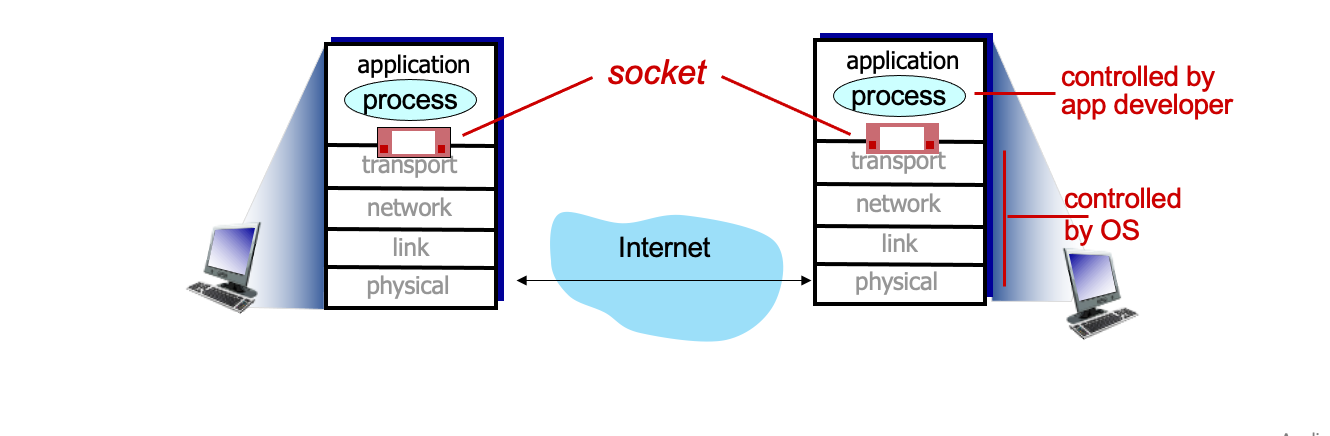 application
process
transport
network
link
physical
socket
Internet
application
process
transport
network
link
physical
controlled by
app developer
controlled
by OS